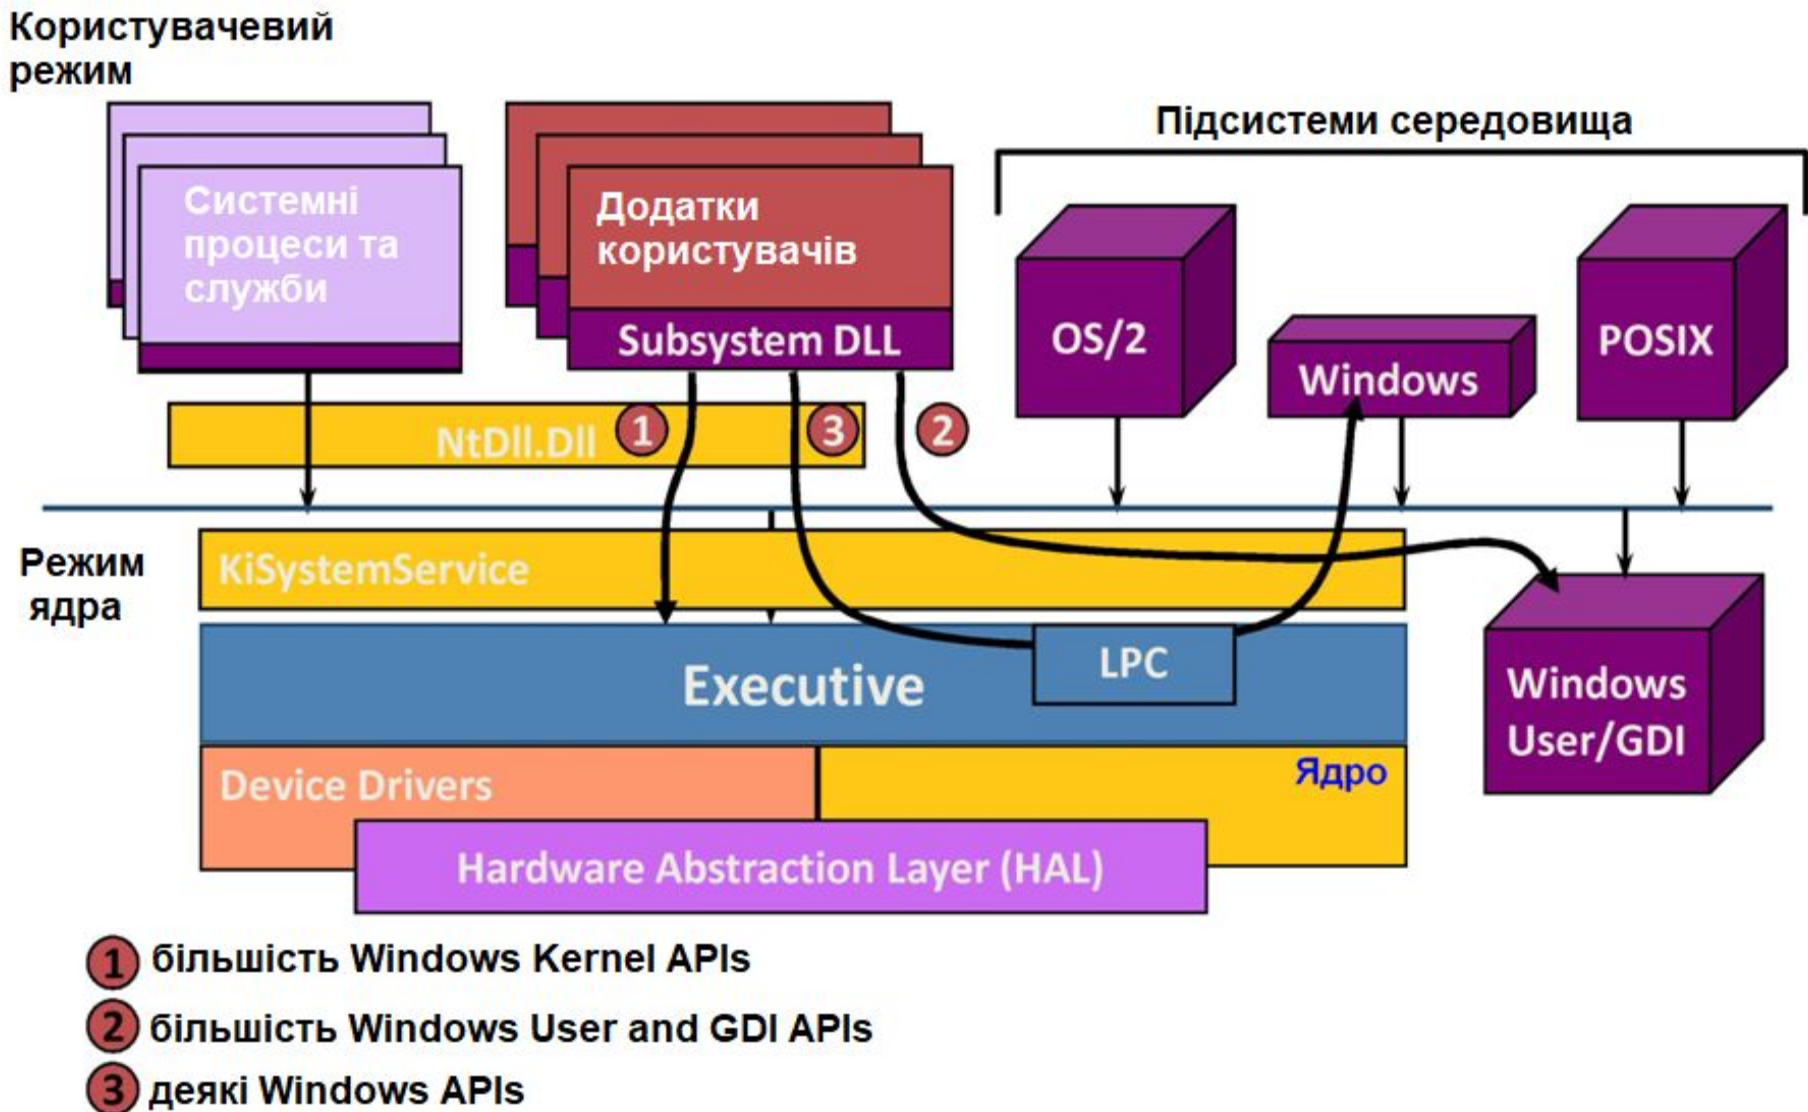 Користувачевий
режим
Підсистеми середовища
Системні
процеси та
служби
Додатки
користувачів
Subsystem DLL
OS/2
Windows
POSIX
NtDll.Dll
1
3
2
Режим
ядра
KiSystemService
Executive
LPC
Windows
User/GDI
Device Drivers
Ядро
Hardware Abstraction Layer (HAL)
1 більшість Windows Kernel APIs
2 більшість Windows User and GDI APIs
3 деякі Windows APIs